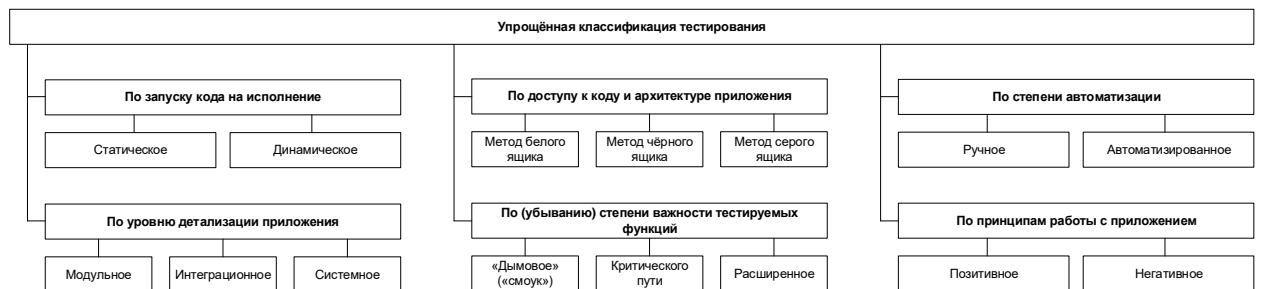 Упрощённая классификация тестирования
По запуску кода на исполнение
Статическое
Динамическое
По доступу к коду и архитектуре приложения
Метод белого
ящика
Метод чёрного
ящика
Метод серого
ящика
По степени автоматизации
Ручное
Автоматизированное
По уровню детализации приложения
Модульное
Интеграционное
Системное
По (убыванию) степени важности тестируемых
функций
«Дымовое»
(«смоук»)
Критического
пути
Расширенное
По принципам работы с приложением
Позитивное
Негативное